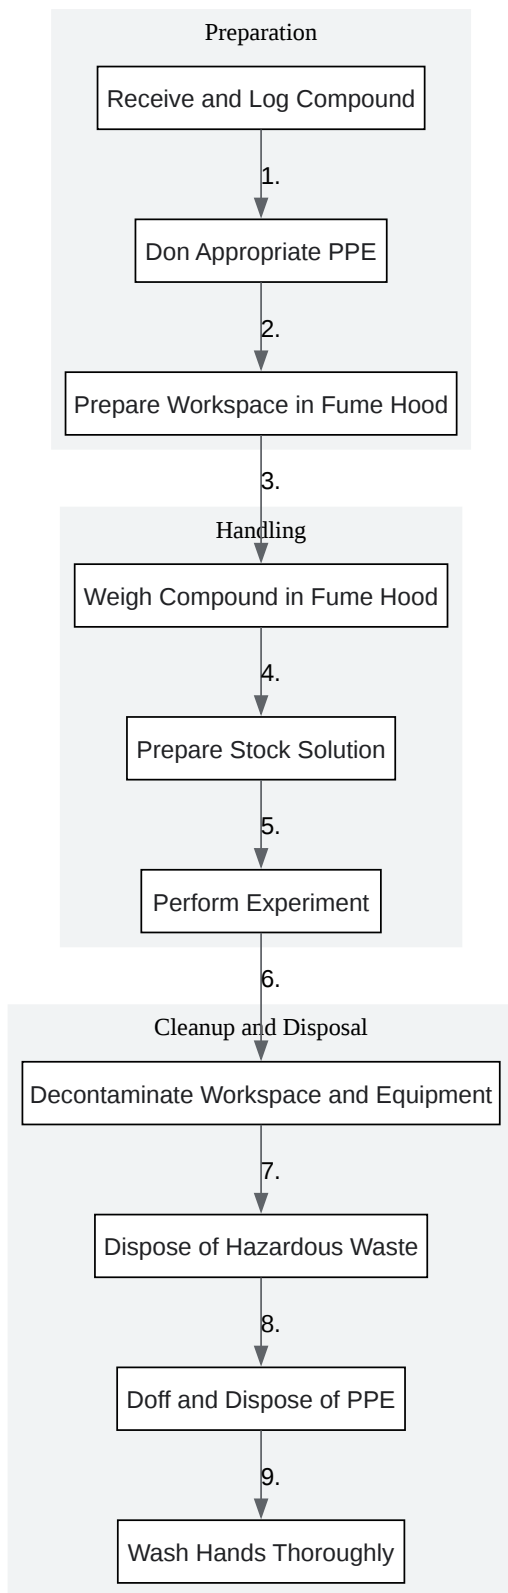 Preparation
Receive and Log Compound
1.
Don Appropriate PPE
2.
Prepare Workspace in Fume Hood
3.
Handling
Weigh Compound in Fume Hood
4.
Prepare Stock Solution
5.
Perform Experiment
6.
Cleanup and Disposal
Decontaminate Workspace and Equipment
7.
Dispose of Hazardous Waste
8.
Doff and Dispose of PPE
9.
Wash Hands Thoroughly